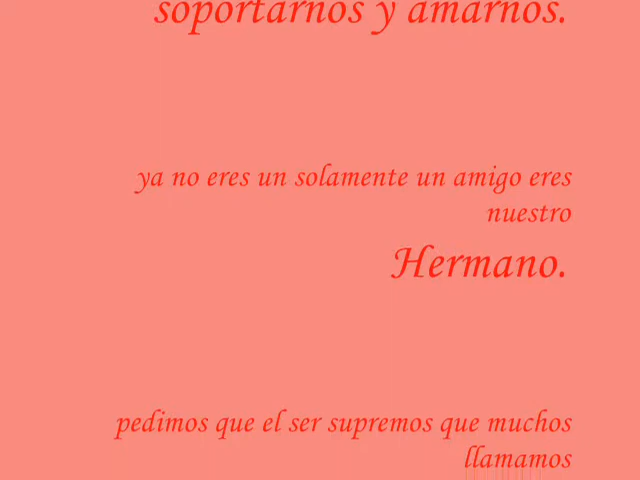 soportarnos y amarnos.
ya no eres un solamente un amigo eres
nuestro
Hermano.
pedimos que el ser supremos que muchos
llamamos